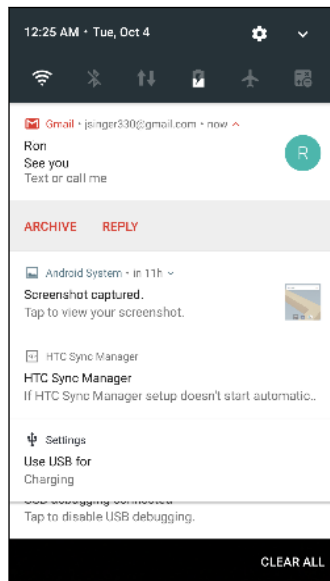 12:25 AM • Tue, Oct 4
Gmail • jsinger330@gmail.com • now
Ron
See you
Text or call me
R
ARCHIVE REPLY
Android System • in 11h
Screenshot captured.
Tap to view your screenshot.
HTC Sync Manager
HTC Sync Manager
If HTC Sync Manager setup doesn't start automatic..
Settings
Use USB for
Charging
USB debugging connected
Tap to disable USB debugging.
CLEAR ALL